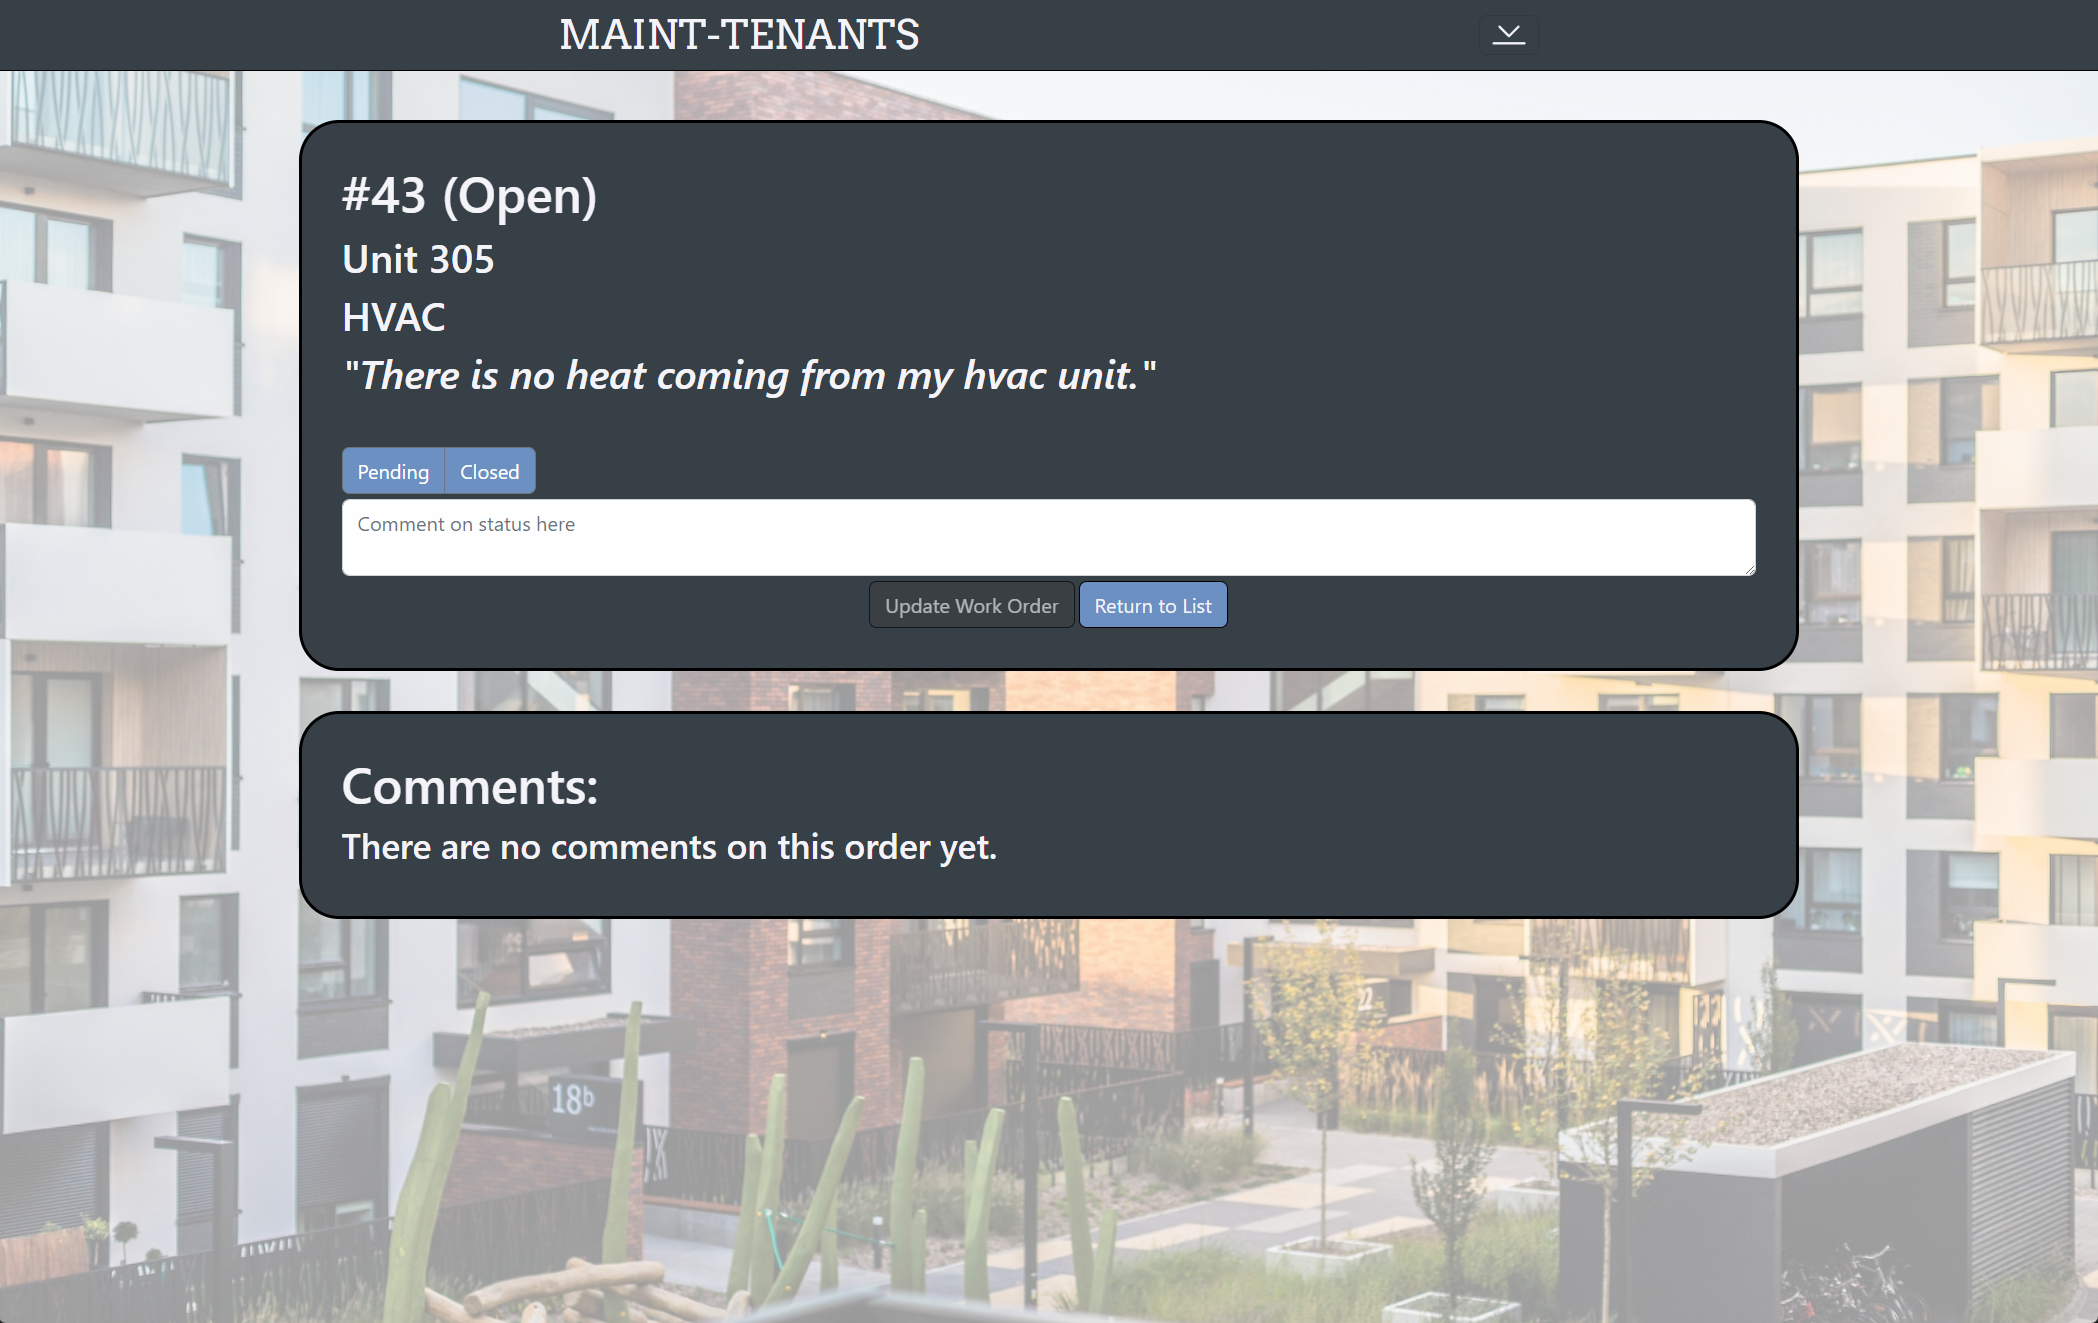 MAINT-TENANTS
#43 (Open)
Unit 305
HVAC
"There is no heat coming from my hvac unit."
Pending Closed
Comment on status here
Update Work Order Return to List
Comments:
There are no comments on this order yet.
22
18b